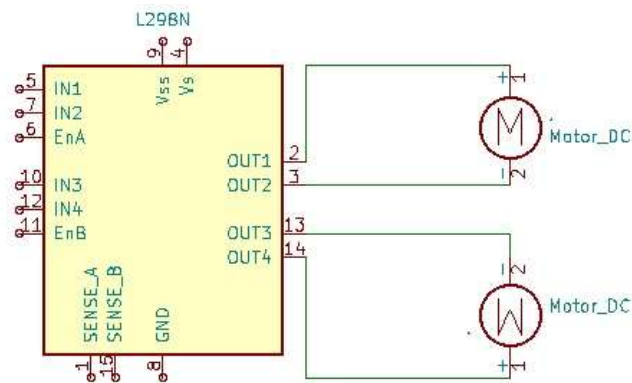 L298N
9 4
Vss Vs
5 IN1
7 IN2
6 EnA
10 IN3
12 IN4
11 EnB
OUT1 2
OUT2 3
OUT3 13
OUT4 14
SENSE_A SENSE_B GND
1 15 8
+ 1
M Motor_DC
- 2
- 2
M Motor_DC
+ 1